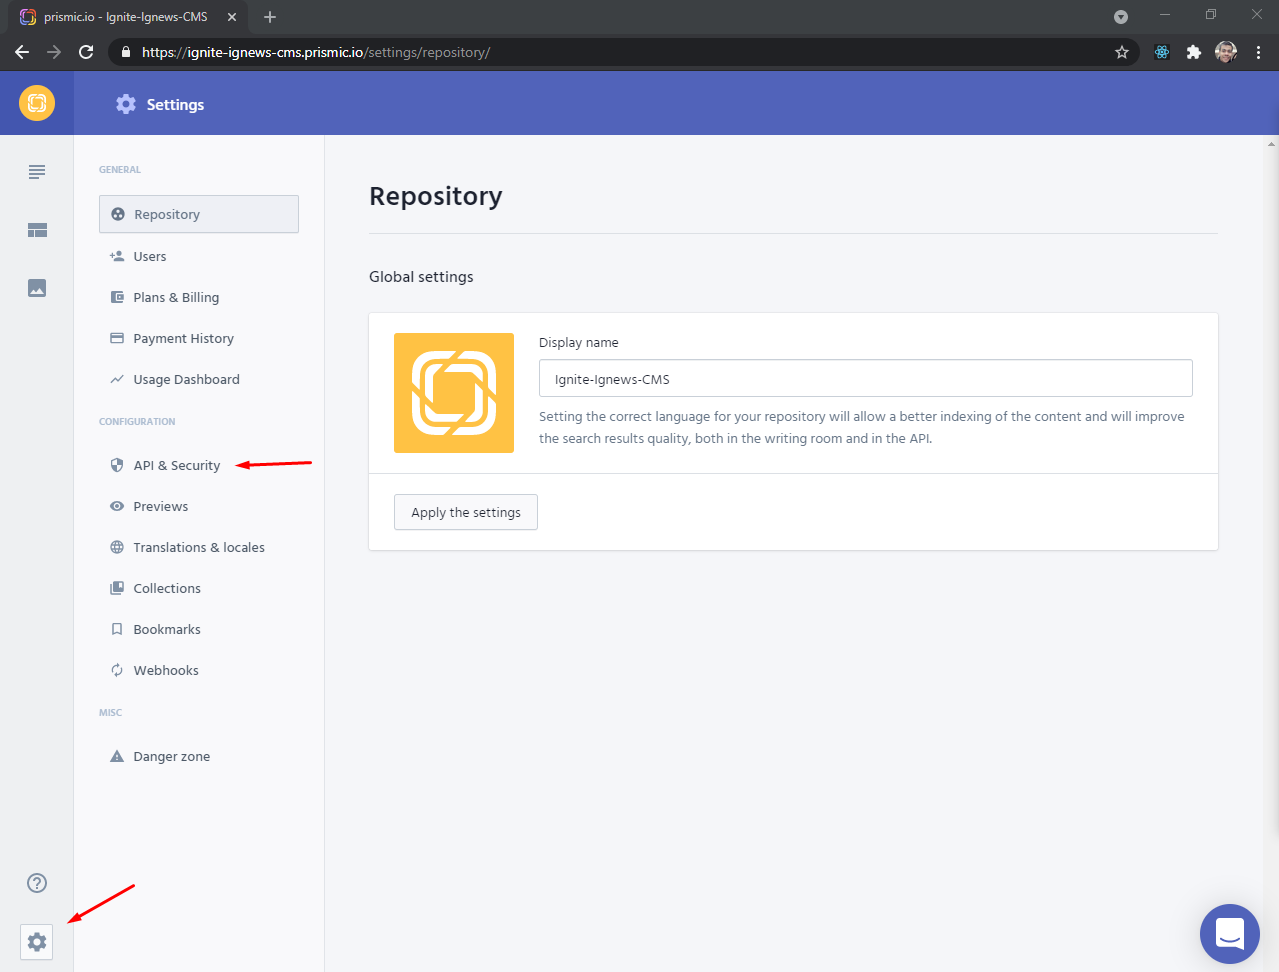 prismic.io - Ignite-Ignews-CMS
https://ignite-ignews-cms.prismic.io/settings/repository/
Settings
GENERAL
Repository
Users
Plans & Billing
Payment History
Usage Dashboard
CONFIGURATION
API & Security
Previews
Translations & locales
Collections
Bookmarks
Webhooks
MISC
Danger zone
Repository
Global settings
Display name
Ignite-Ignews-CMS
Setting the correct language for your repository will allow a better indexing of the content and will improve
the search results quality, both in the writing room and in the API.
Apply the settings